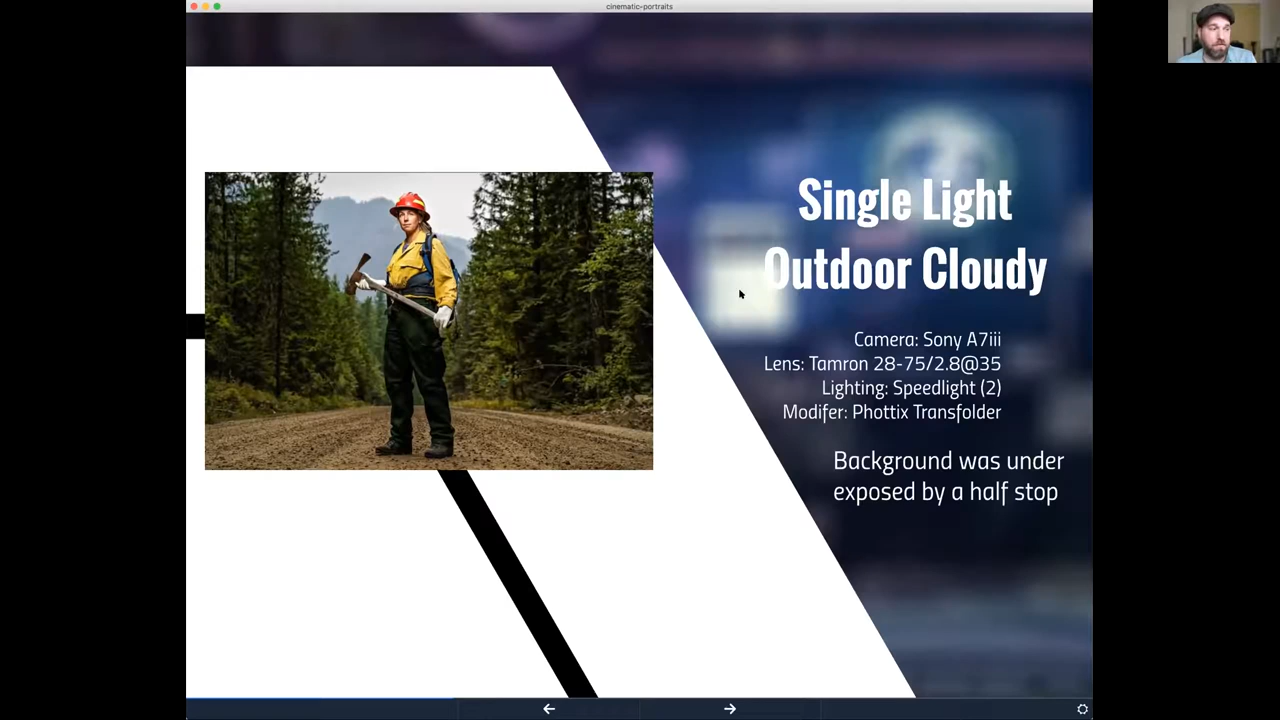 cinematic-portraits
Single Light
Outdoor Cloudy
Camera: Sony A7iii
Lens: Tamron 28-75/2.8@35
Lighting: Speedlight (2)
Modifer: Phottix Transfolder
Background was under
exposed by a half stop